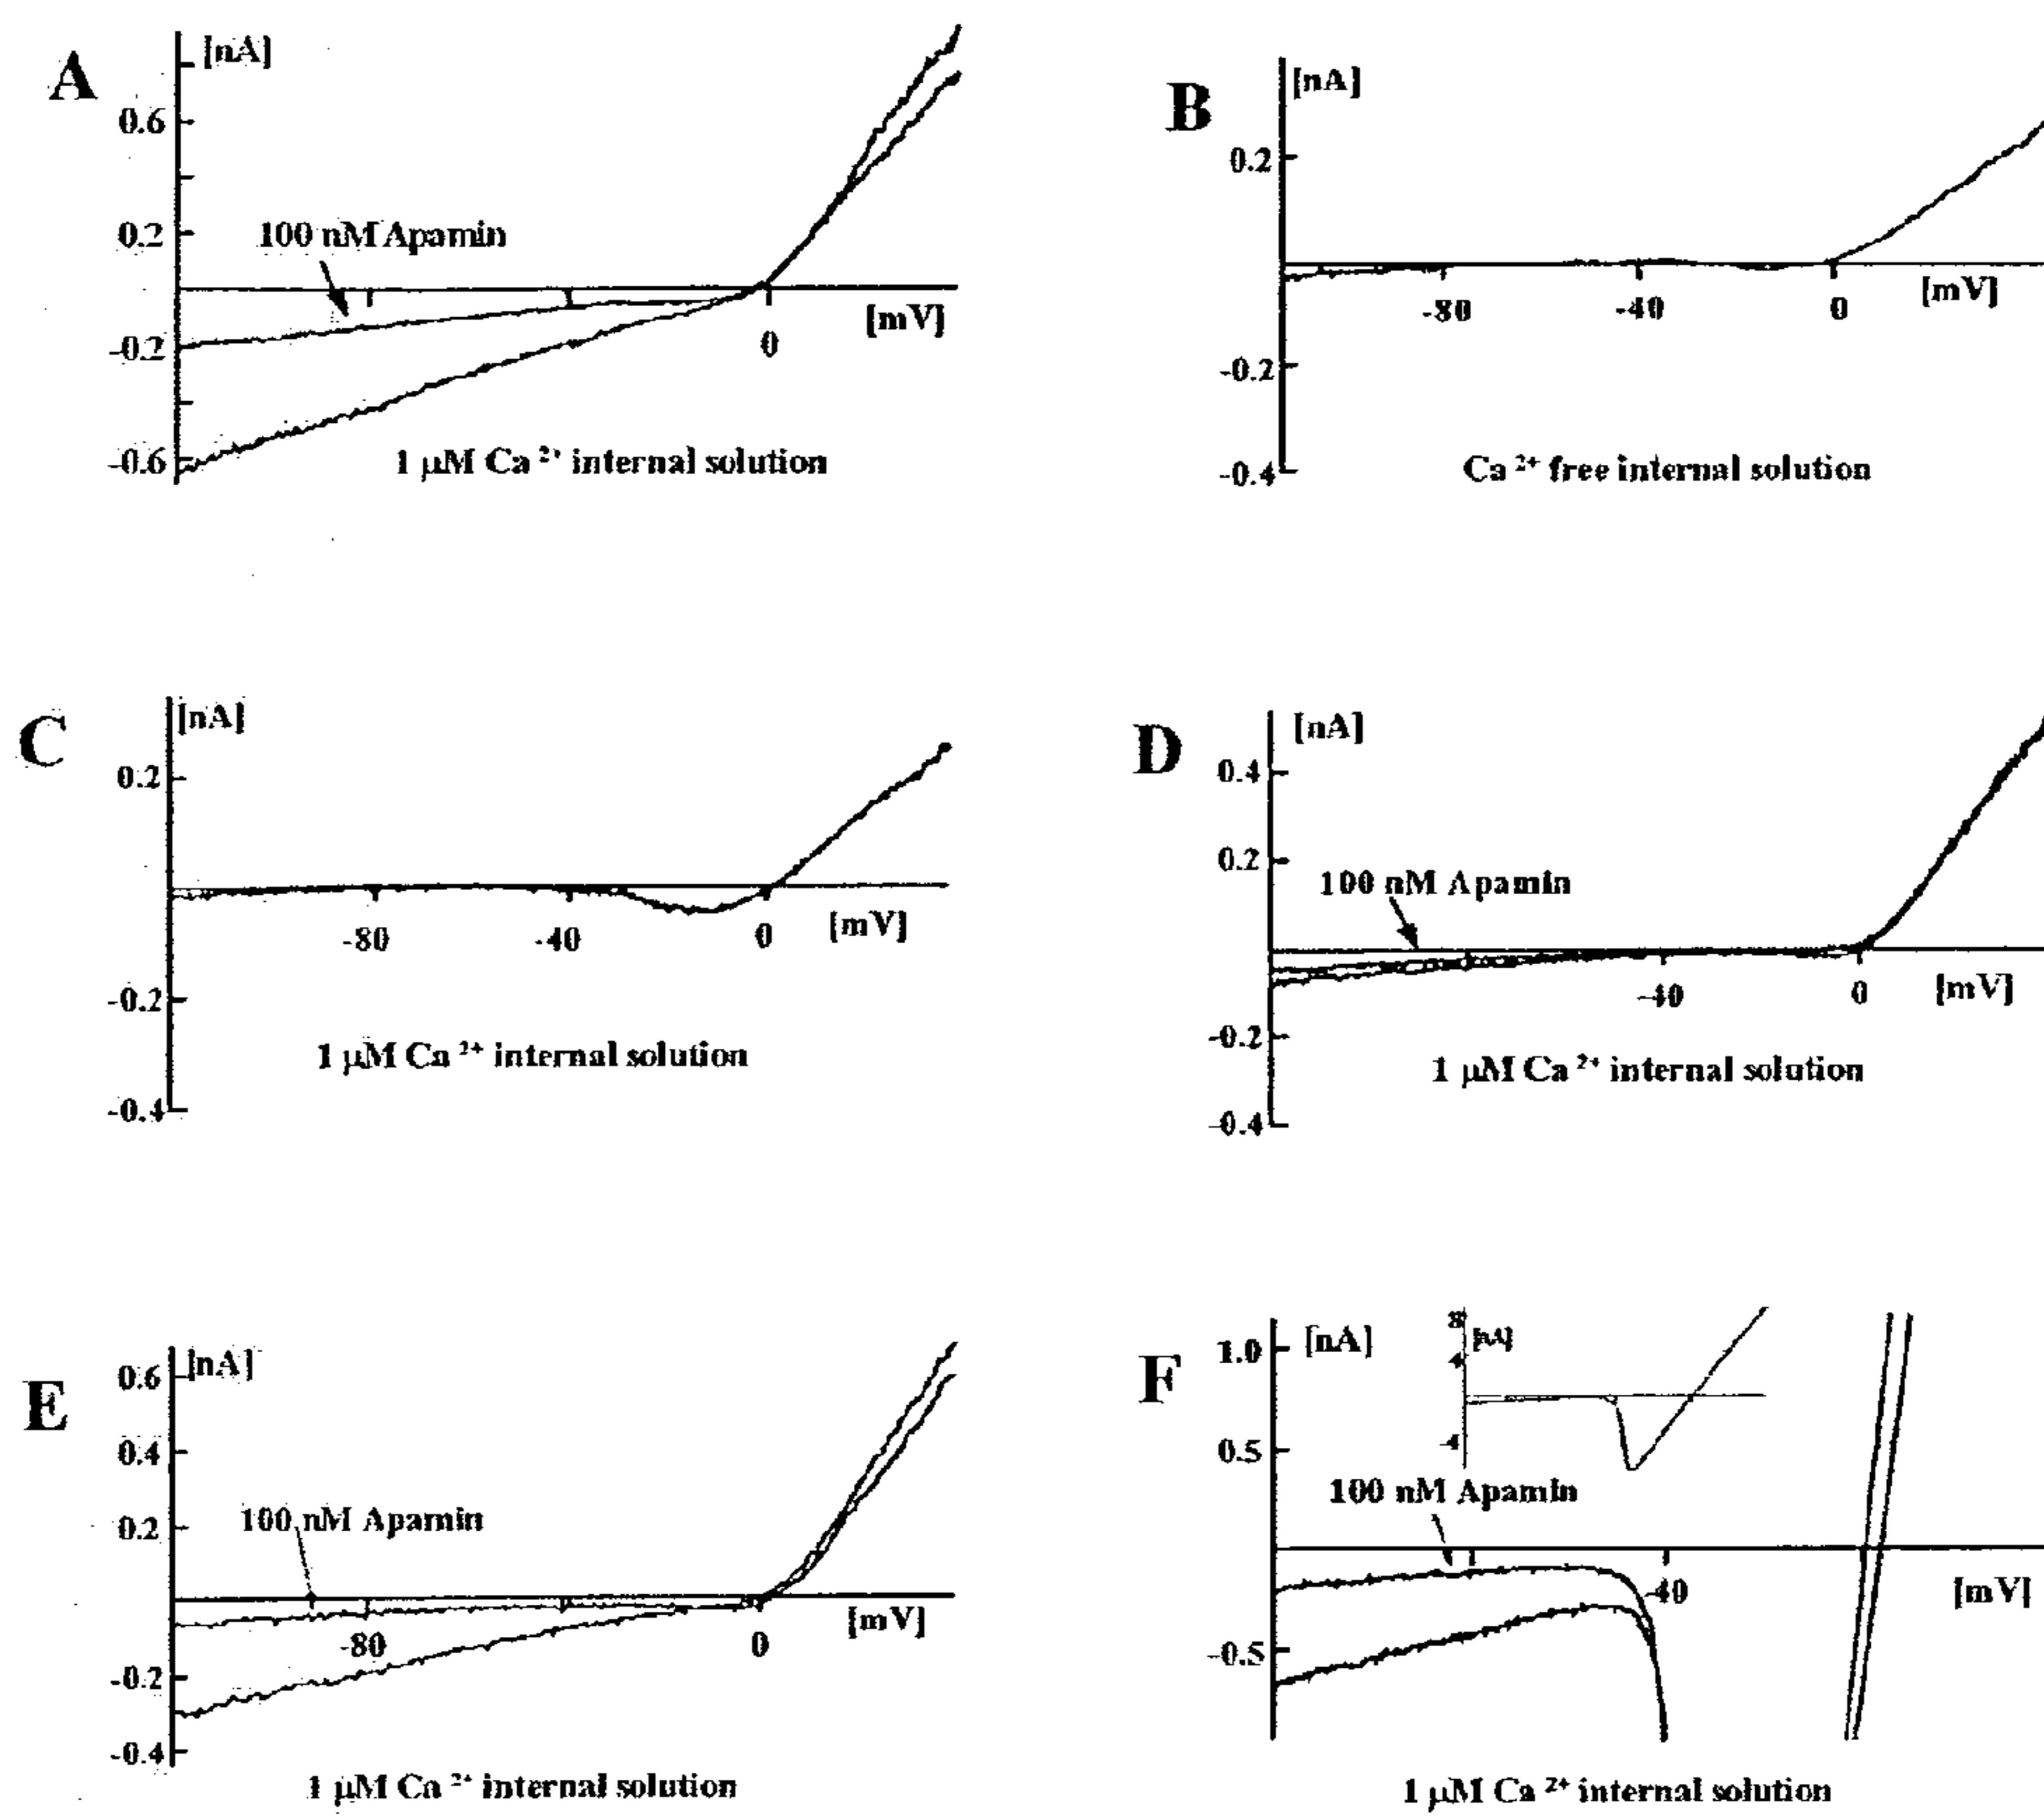 A
[nA]
0.6
0.2
100 nM Apamin
-0.2
0
[mV]
-0.6
1 μM Ca 2+ internal solution
B
[nA]
0.2
-80
-40
0
[mV]
-0.2
-0.4
Ca 2+ free internal solution
C
[nA]
0.2
-80
-40
0
[mV]
-0.2
1 μM Ca 2+ internal solution
-0.4
D
[nA]
0.4
0.2
100 nM Apamin
-40
0
[mV]
-0.2
1 μM Ca 2+ internal solution
-0.4
E
[nA]
0.6
0.4
0.2
100 nM Apamin
-80
0
[mV]
-0.2
-0.4
1 μM Ca 2+ internal solution
F
1.0
[nA]
8
[nA]
4
-4
0.5
100 nM Apamin
-40
[mV]
-0.5
1 μM Ca 2+ internal solution